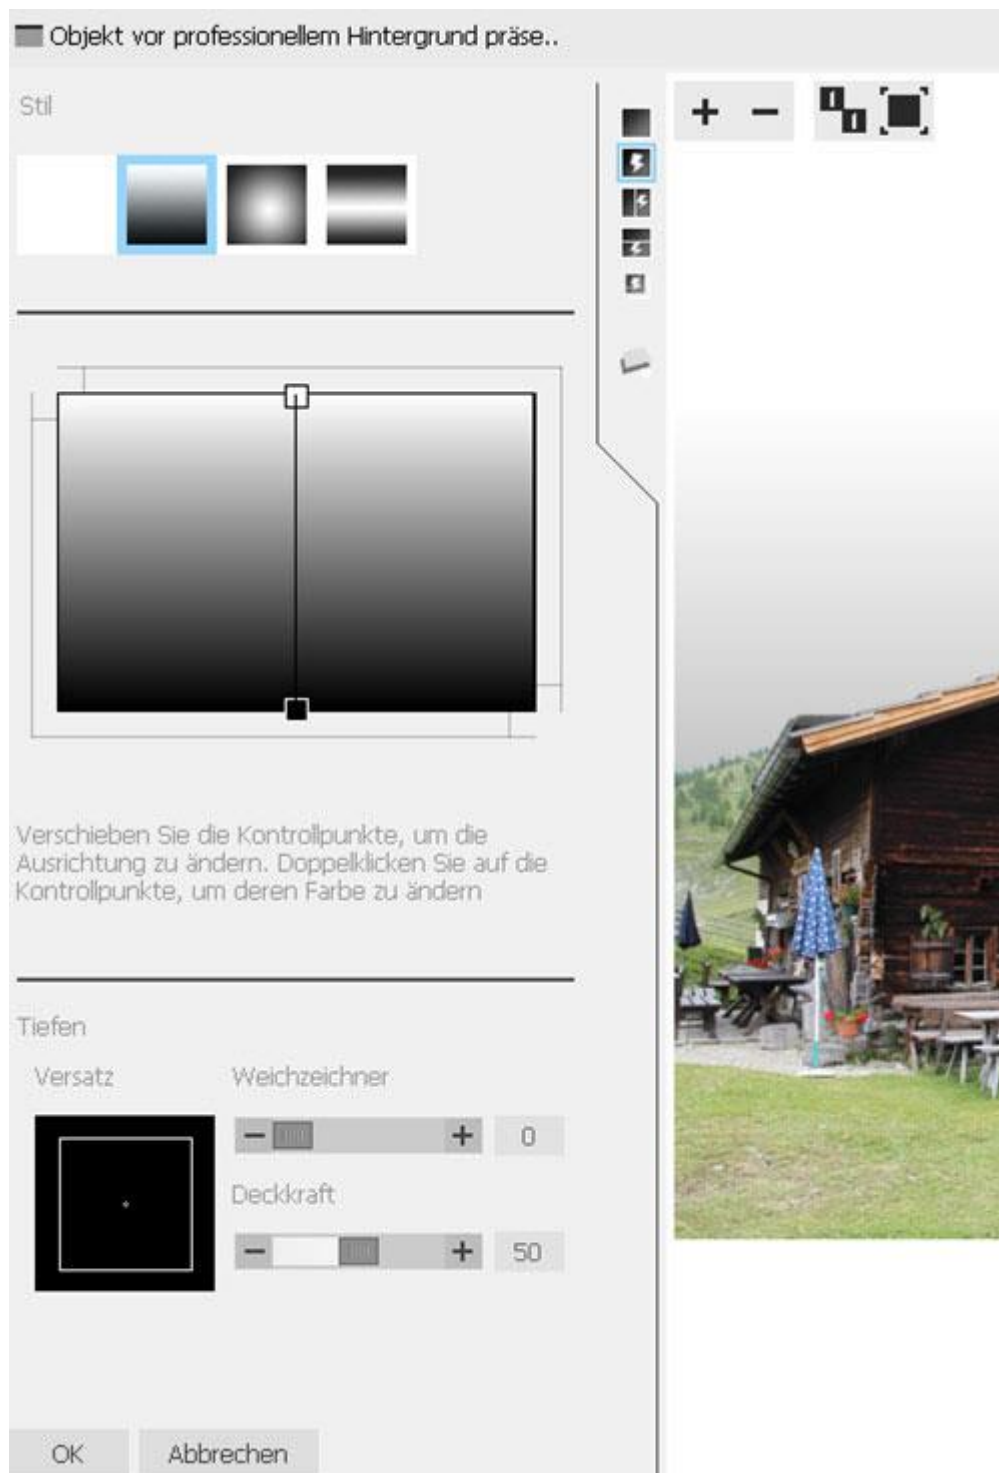 Objekt vor professionellem Hintergrund präse..
Stil
Verschieben Sie die Kontrollpunkte, um die
Ausrichtung zu ändern. Doppelklicken Sie auf die
Kontrollpunkte, um deren Farbe zu ändern
Tiefen
Versatz
Weichzeichner
0
Deckkraft
50
OK
Abbrechen